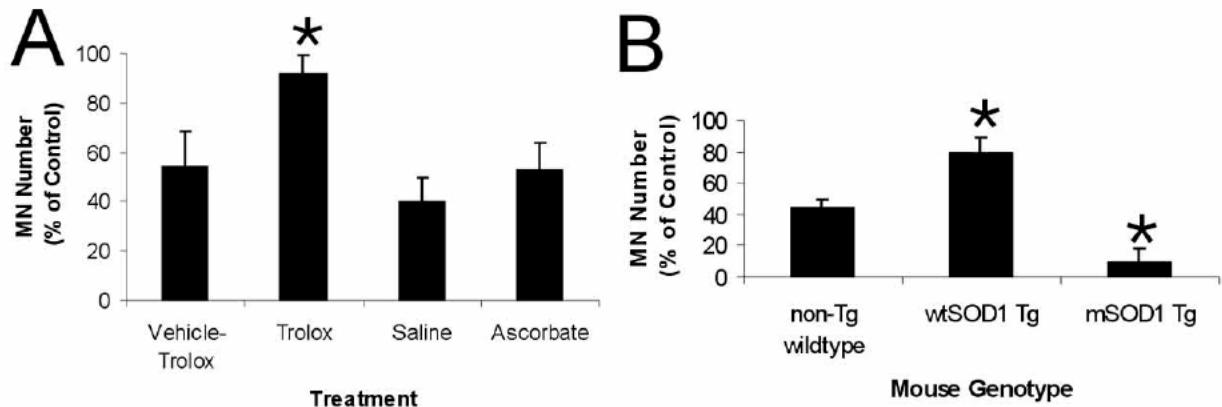 A
MN Number
(% of Control)
100
80
60
40
20
0
Vehicle-
Trolox
Trolox
Saline
Ascorbate
Treatment
B
MN Number
(% of Control)
100
80
60
40
20
0
non-Tg
wildtype
wtSOD1 Tg
mSOD1 Tg
Mouse Genotype